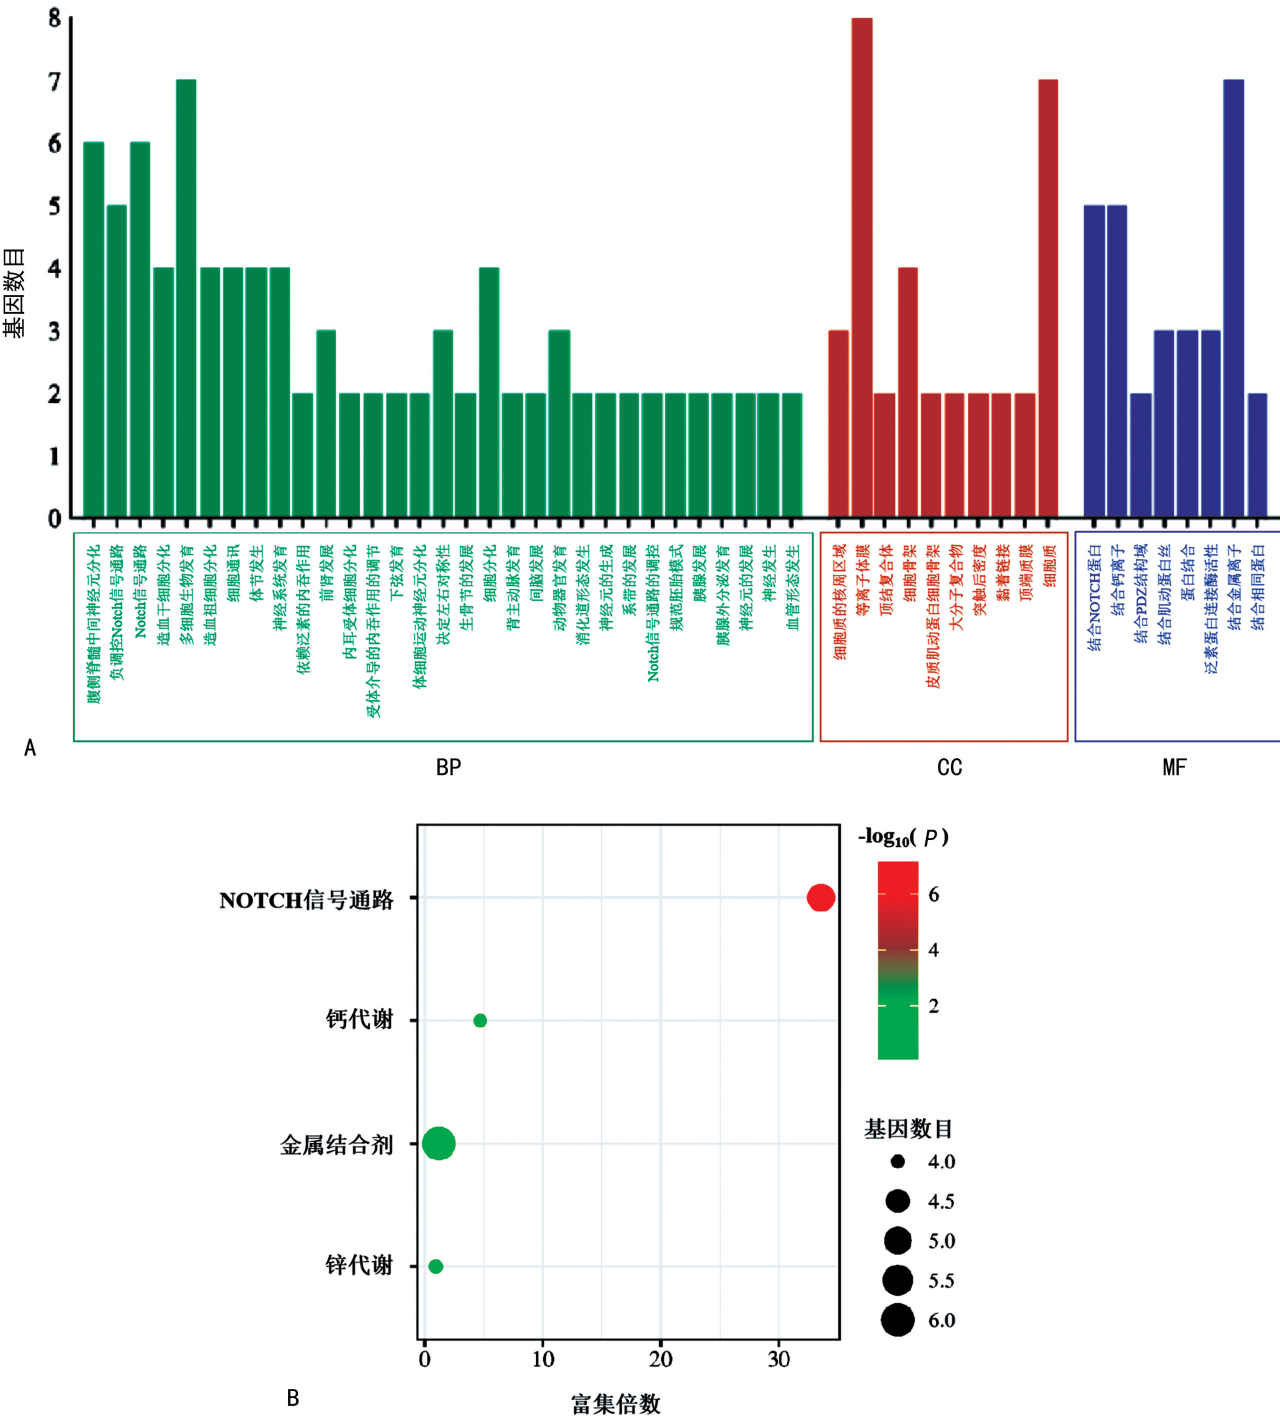 8
7
6
5
4
3
2
1
0
基因数目
腹侧脊髓中间神经元分化
负调控Notch信号通路
Notch信号通路
造血干细胞分化
多细胞生物发育
造血祖细胞分化
细胞通讯
体节发生
神经系统发育
依赖泛素的内吞作用
前肾发展
内耳受体细胞分化
受体介导的内吞作用的调节
下弦发育
体细胞运动神经元分化
决定左右对称性
生骨节的发展
细胞分化
背主动脉发育
间脑发展
动物器官发育
消化道形态发生
神经元的生成
系带的发展
Notch信号通路的调控
规范胚胎模式
胰腺发展
胰腺外分泌发育
神经元的发展
神经发生
血管形态发生
细胞质的核周区域
等离子体膜
顶结复合体
细胞骨架
皮质肌动蛋白细胞骨架
大分子复合物
突触后密度
黏着链接
顶端质膜
细胞质
结合NOTCH蛋白
结合钙离子
结合PDZ结构域
结合肌动蛋白丝
蛋白结合
泛素蛋白连接酶活性
结合金属离子
结合相同蛋白
A
BP
CC
MF
NOTCH信号通路
钙代谢
金属结合剂
锌代谢
0
10
20
30
富集倍数
B
-log₁₀( P )
6
4
2
基因数目
4.0
4.5
5.0
5.5
6.0